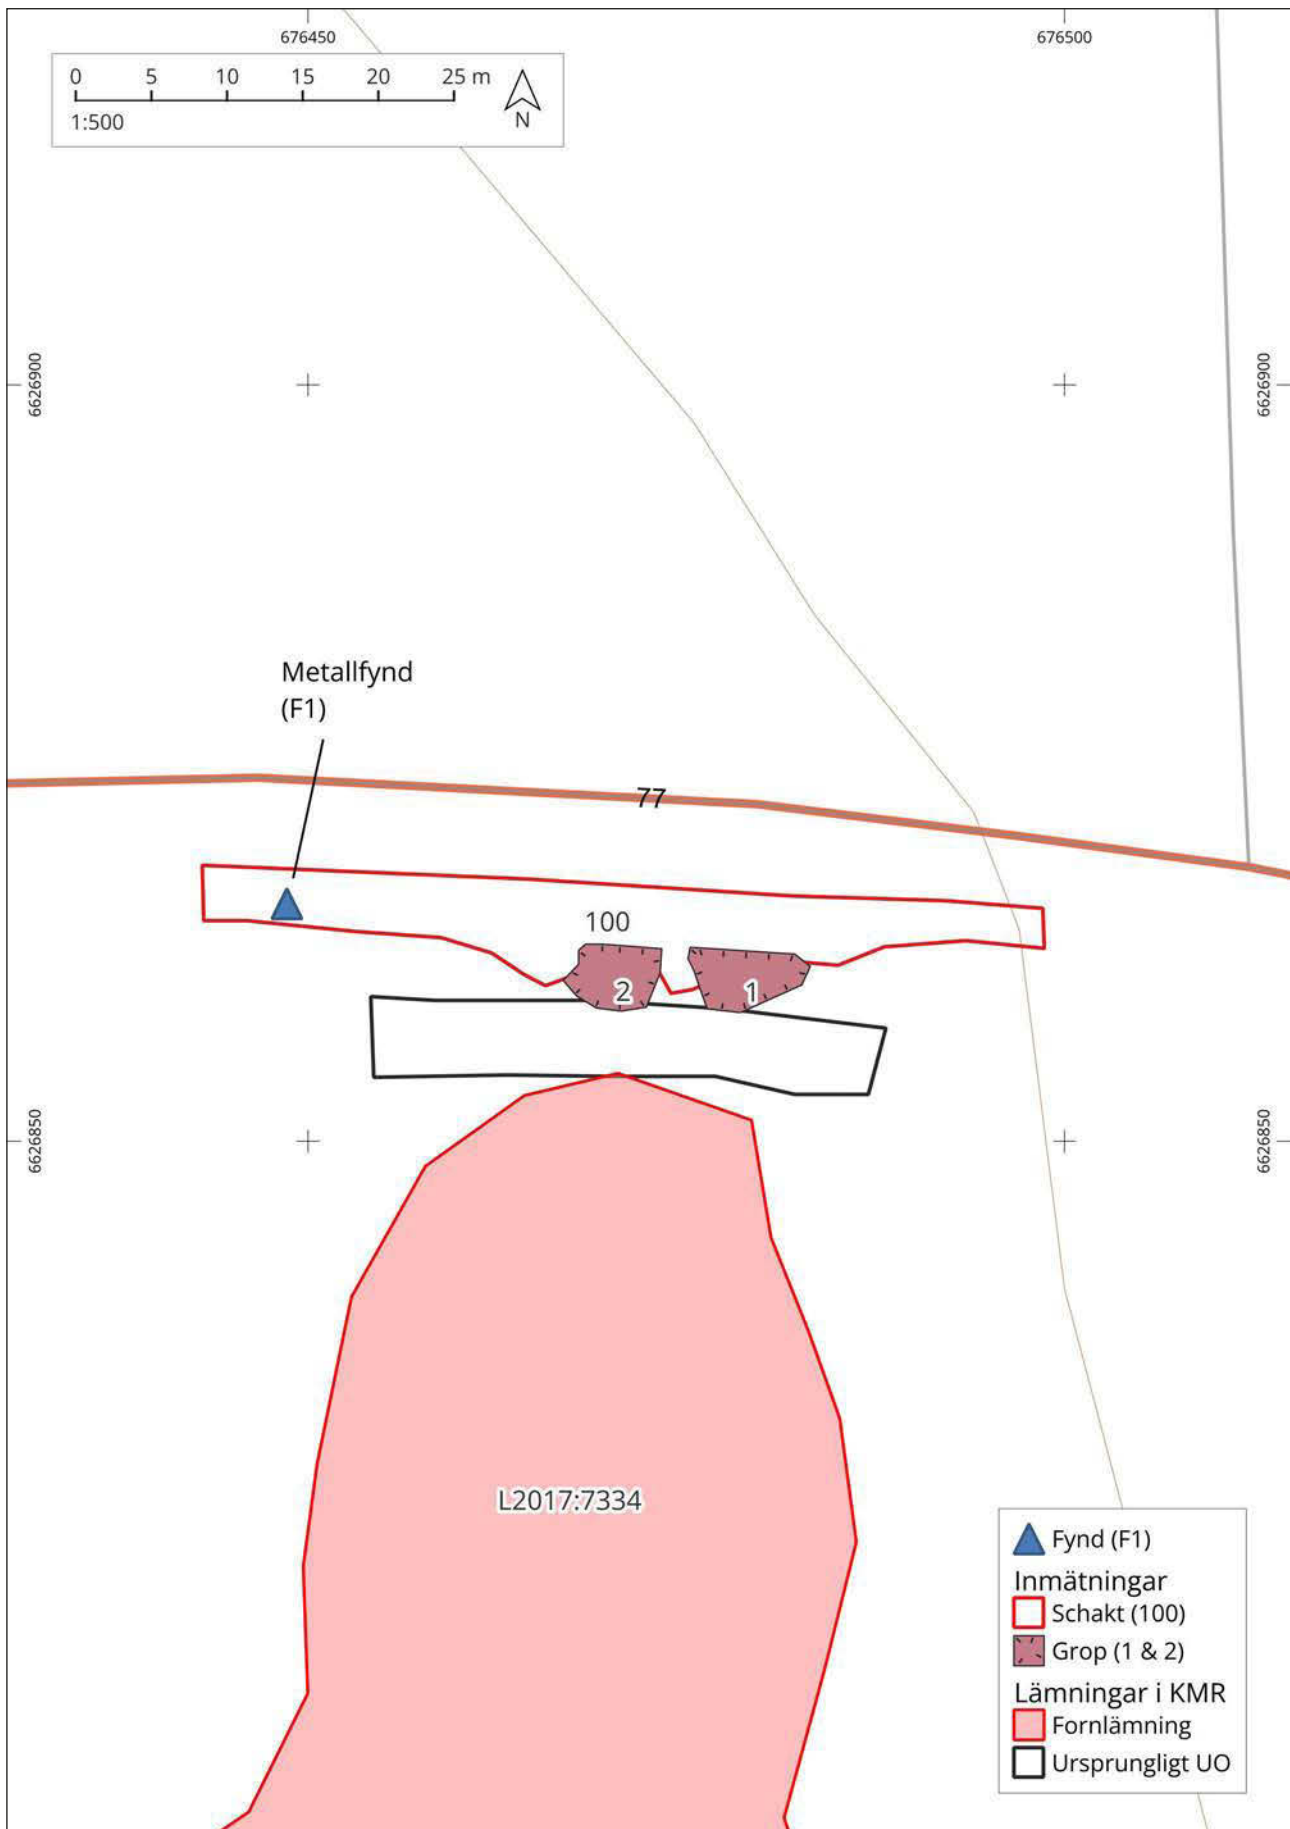 676450
676500
0 5 10 15 20 25 m
1:500
N
6626900
6626900
Metallfynd
(F1)
77
100
2
1
6626850
6626850
L2017:7334
Fynd (F1)
Inmätningar
Schakt (100)
Grop (1 & 2)
Lämningar i KMR
Fornlämning
Ursprungligt UO